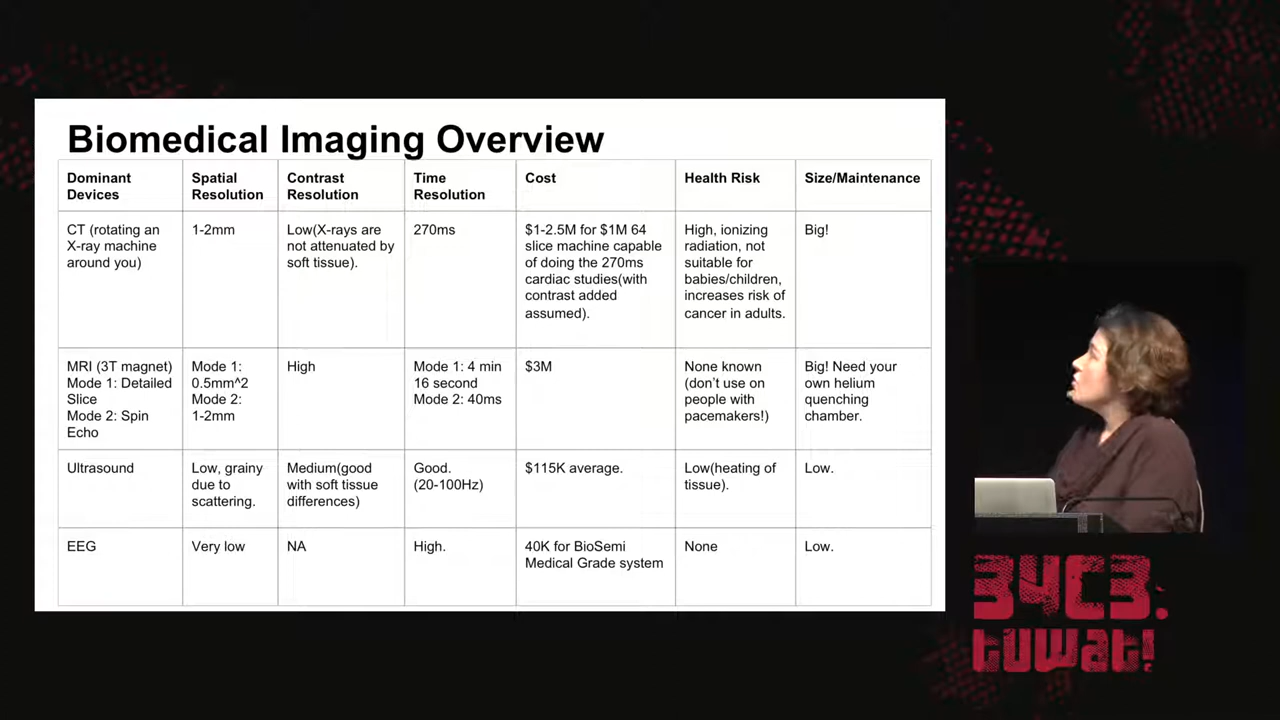 Biomedical Imaging Overview
Dominant Devices
Spatial Resolution
Contrast Resolution
Time Resolution
Cost
Health Risk
Size/Maintenance
CT (rotating an
X-ray machine
around you)
1-2mm
Low(X-rays are
not attenuated by
soft tissue).
270ms
$1-2.5M for $1M 64
slice machine capable
of doing the 270ms
cardiac studies(with
contrast added
assumed).
High, ionizing
radiation, not
suitable for
babies/children,
increases risk of
cancer in adults.
Big!
MRI (3T magnet)
Mode 1: Detailed
Slice
Mode 2: Spin
Echo
Mode 1:
0.5mm^2
Mode 2:
1-2mm
High
Mode 1: 4 min
16 second
Mode 2: 40ms
$3M
None known
(don’t use on
people with
pacemakers!)
Big! Need your
own helium
quenching
chamber.
Ultrasound
Low, grainy
due to
scattering.
Medium(good
with soft tissue
differences)
Good.
(20-100Hz)
$115K average.
Low(heating of
tissue).
Low.
EEG
Very low
NA
High.
40K for BioSemi
Medical Grade system
None
Low.
34C3:
tuwat!